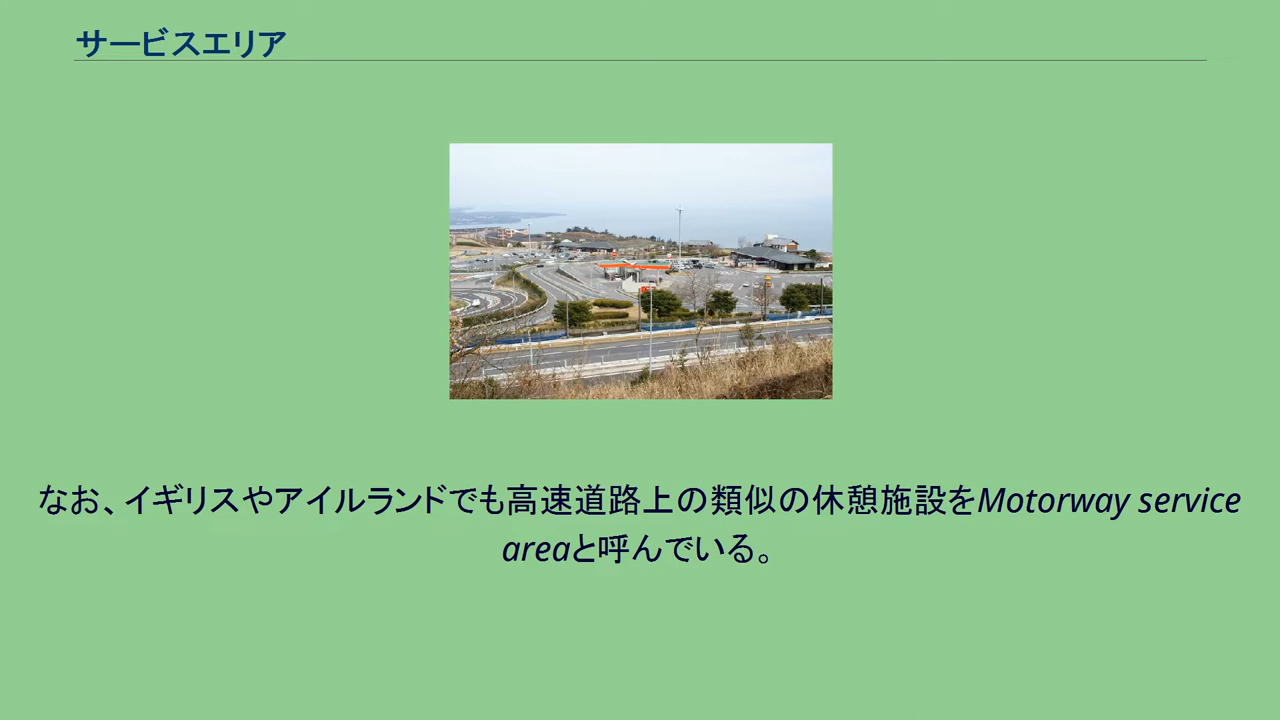 サービスエリア
なお、イギリスやアイルランドでも高速道路上の類似の休憩施設をMotorway service
areaと呼んでいる。